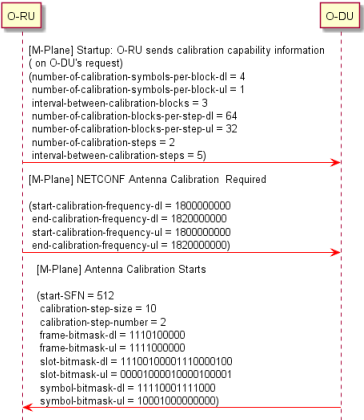 O-RU
O-DU
[M-Plane] Startup: O-RU sends calibration capability information
( on O-DU's request)
(number-of-calibration-symbols-per-block-dl = 4
number-of-calibration-symbols-per-block-ul = 1
interval-between-calibration-blocks = 3
number-of-calibration-blocks-per-step-dl = 64
number-of-calibration-blocks-per-step-ul = 32
number-of-calibration-steps = 2
interval-between-calibration-steps = 5)
[M-Plane] NETCONF Antenna Calibration Required
(start-calibration-frequency-dl = 1800000000
end-calibration-frequency-dl = 1820000000
start-calibration-frequency-ul = 1800000000
end-calibration-frequency-ul = 1820000000)
[M-Plane] Antenna Calibration Starts
(start-SFN = 512
calibration-step-size = 10
calibration-step-number = 2
frame-bitmask-dl = 1110100000
frame-bitmask-ul = 1111000000
slot-bitmask-dl = 11100100001110000100
slot-bitmask-ul = 00001000010000100001
symbol-bitmask-dl = 11110001111000
symbol-bitmask-ul = 10001000000000)